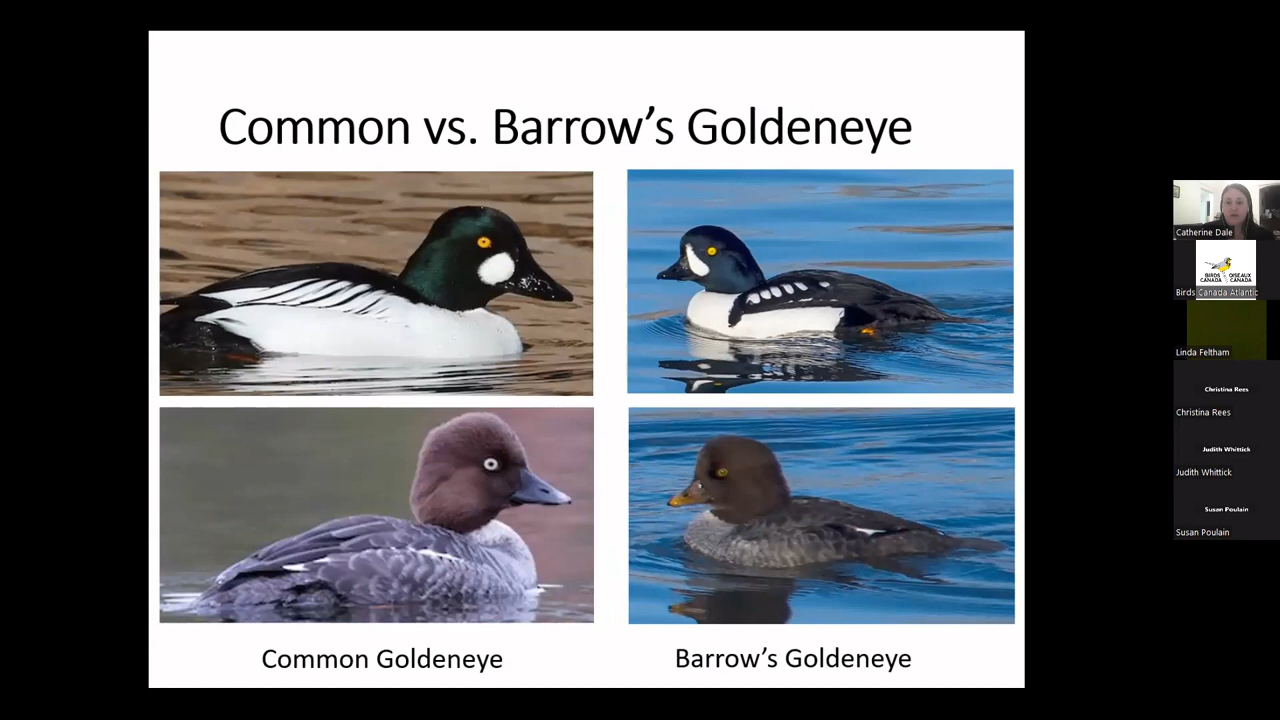 Common vs. Barrow’s Goldeneye
Common Goldeneye
Barrow’s Goldeneye
Catherine Dale
BIRDS OISEAUX
CANADA CANADA
Birds Canada Atlantic
Linda Feltham
Christina Rees
Christina Rees
Judith Whittick
Judith Whittick
Susan Poulain
Susan Poulain